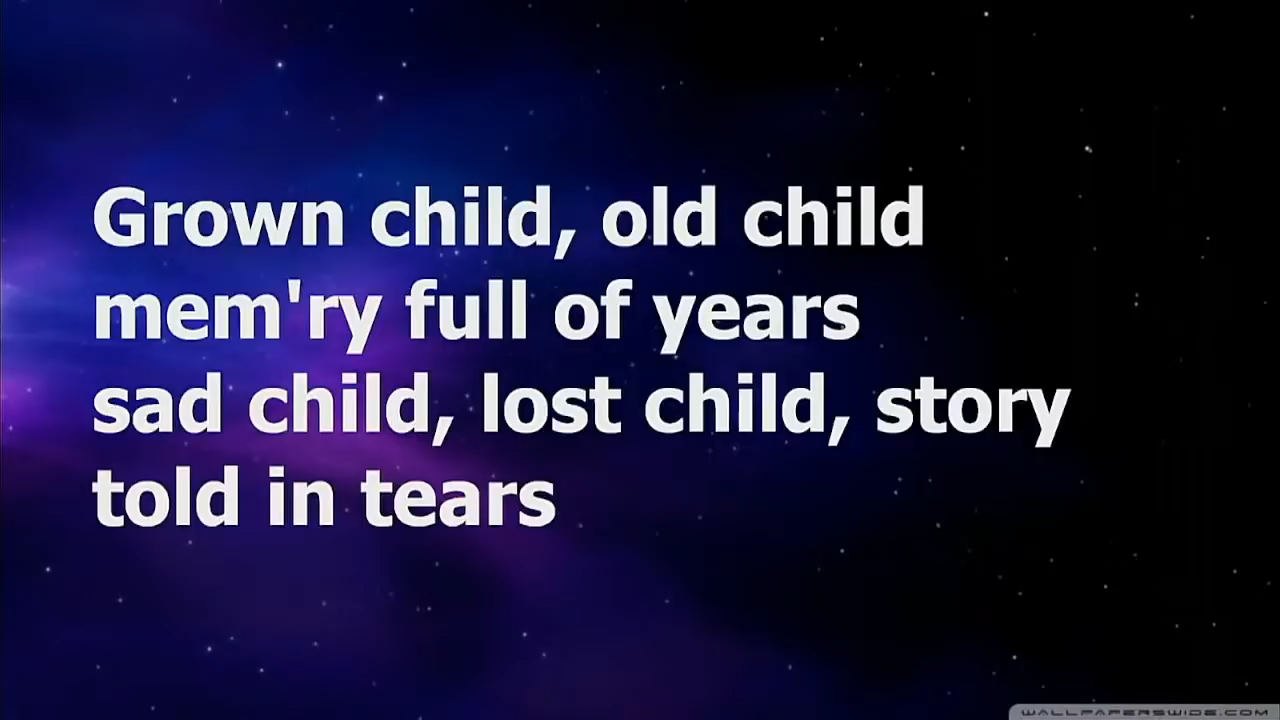 Grown child, old child
mem'ry full of years
sad child, lost child, story
told in tears
WALLPAPERSWIDE.COM